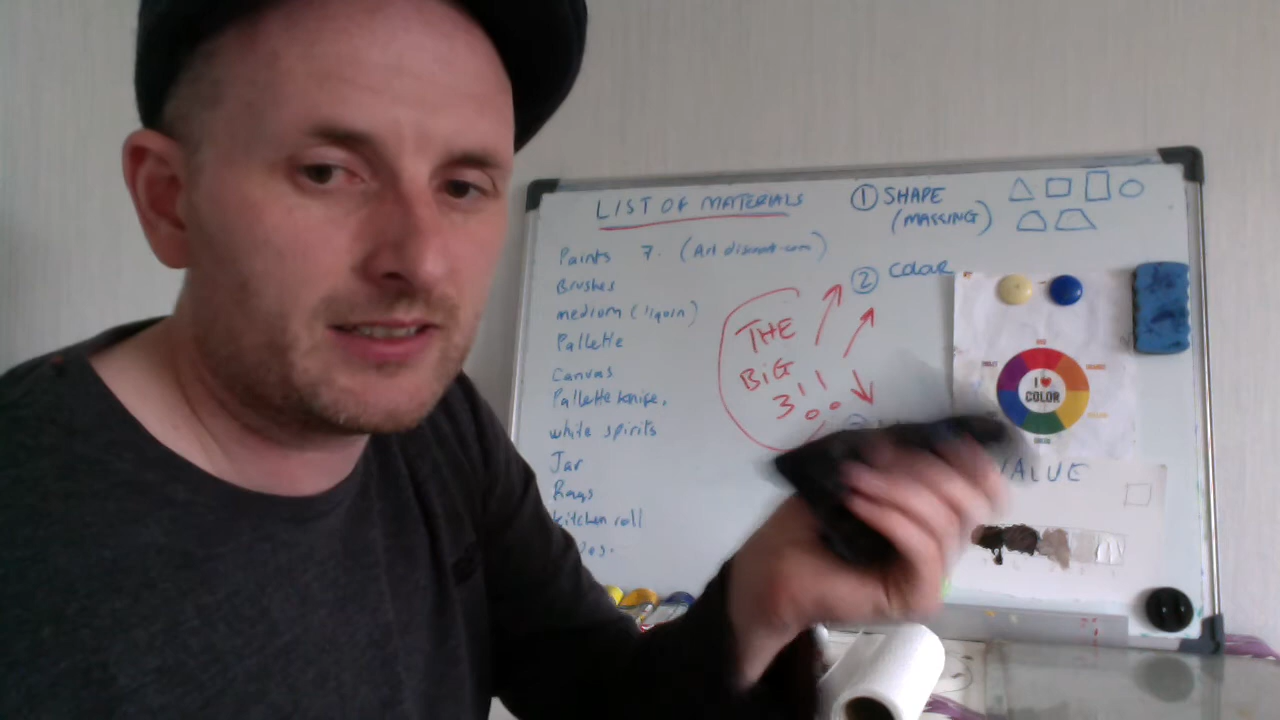 LIST OF MATERIALS
Paints 7. (Art discount.com)
Brushes
medium (liquin)
Pallette
Canvas
Pallette knife.
white spirits
Jar
Rags
kitchen roll
THE
BIG
3!!
① SHAPE
(MASSING)
② COLOUR
I ♥
COLOR
VALUE